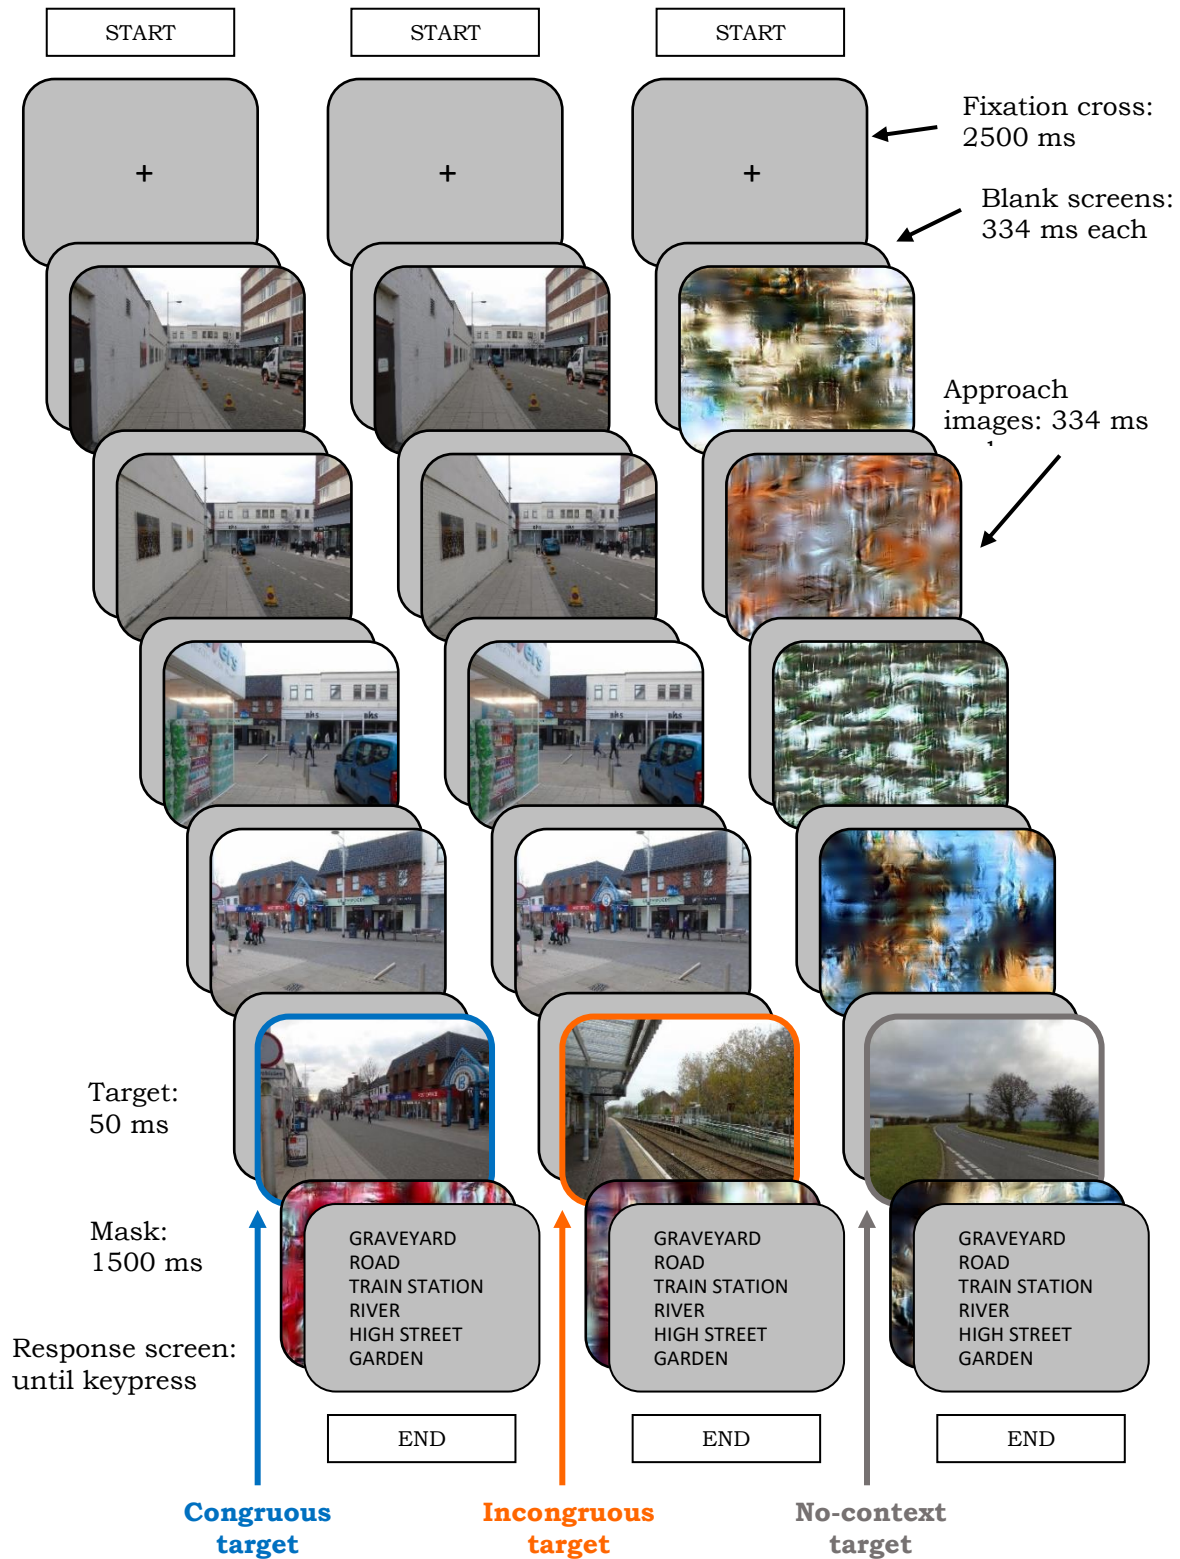 START
START
START
Fixation cross:
2500 ms
+
+
+
Blank screens:
334 ms each
Approach
images: 334 ms
bhs
bhs
Target:
50 ms
Mask:
1500 ms
Response screen:
until keypress
GRAVEYARD
ROAD
TRAIN STATION
RIVER
HIGH STREET
GARDEN
GRAVEYARD
ROAD
TRAIN STATION
RIVER
HIGH STREET
GARDEN
GRAVEYARD
ROAD
TRAIN STATION
RIVER
HIGH STREET
GARDEN
END
END
END
Congruous
target
Incongruous
target
No-context
target